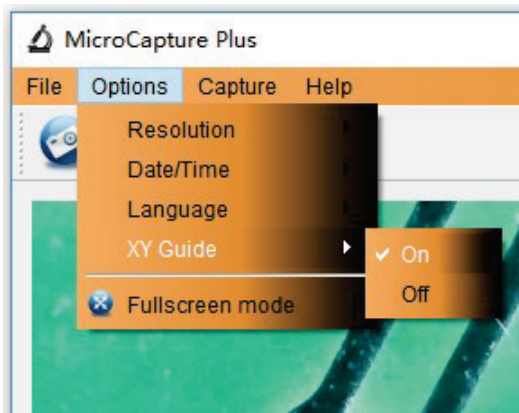 MicroCapture Plus
File Options Capture Help
Resolution
Date/Time
Language
XY Guide
On
Off
Fullscreen mode